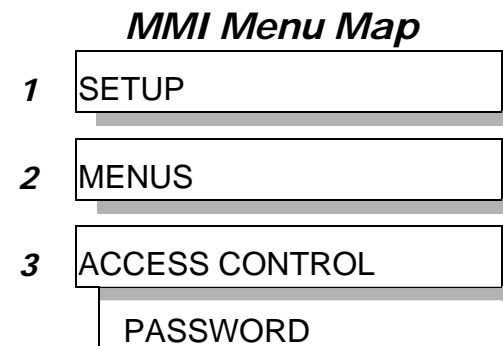 MMI Menu Map
1 SETUP
2 MENUS
3 ACCESS CONTROL
PASSWORD